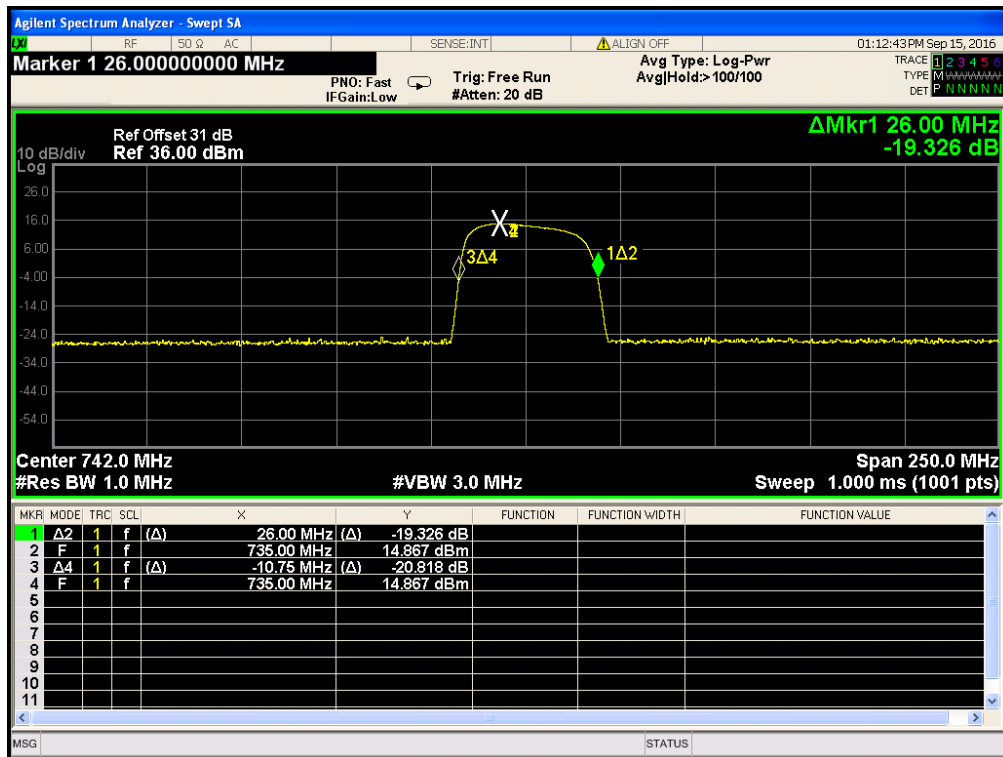 Agilent Spectrum Analyzer - Swept SA
LXI RF 50 Ω AC SENSE:INT ALIGN OFF 01:12:43 PM Sep 15, 2016
Marker 1 26.000000000 MHz
PNO: Fast
IFGain:Low
Trig: Free Run
#Atten: 20 dB
Avg Type: Log-Pwr
Avg|Hold:> 100/100
TRACE 1 2 3 4 5 6
TYPE M
DET P N N N N N
Ref Offset 31 dB
10 dB/div Ref 36.00 dBm
Log
ΔMkr1 26.00 MHz
-19.326 dB
26.0
16.0
6.00
-4.00
-14.0
-24.0
-34.0
-44.0
-54.0
3Δ4
1Δ2
Center 742.0 MHz Span 250.0 MHz
#Res BW 1.0 MHz #VBW 3.0 MHz Sweep 1.000 ms (1001 pts)
MKR MODE TRC SCL X Y FUNCTION FUNCTION WIDTH FUNCTION VALUE
1 Δ2 1 f (Δ) 26.00 MHz (Δ) -19.326 dB
2 F 1 f 735.00 MHz 14.867 dBm
3 Δ4 1 f (Δ) -10.75 MHz (Δ) -20.818 dB
4 F 1 f 735.00 MHz 14.867 dBm
5
6
7
8
9
10
11
MSG STATUS